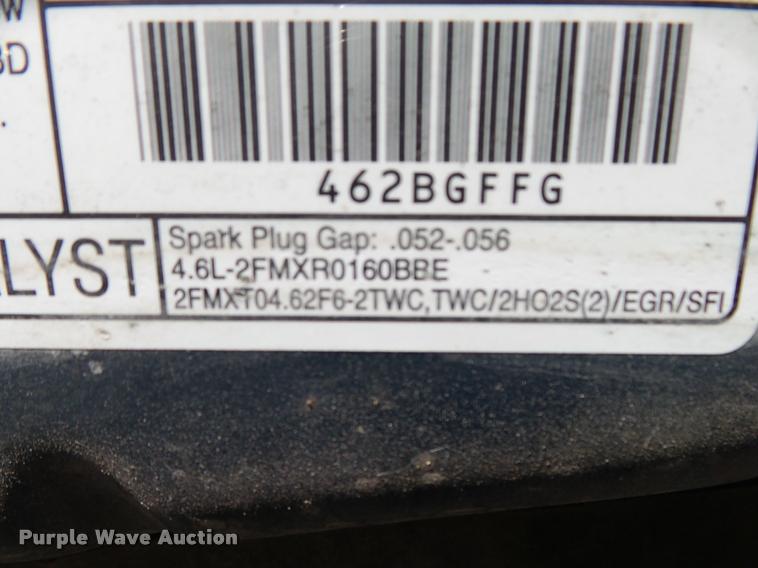 W
BD
.
462BGFFG
ALYST
Spark Plug Gap: .052-.056
4.6L-2FMXR0160BBE
2FMXT04.62F6-2TWC,TWC/2HO2S(2)/EGR/SFI
Purple Wave Auction